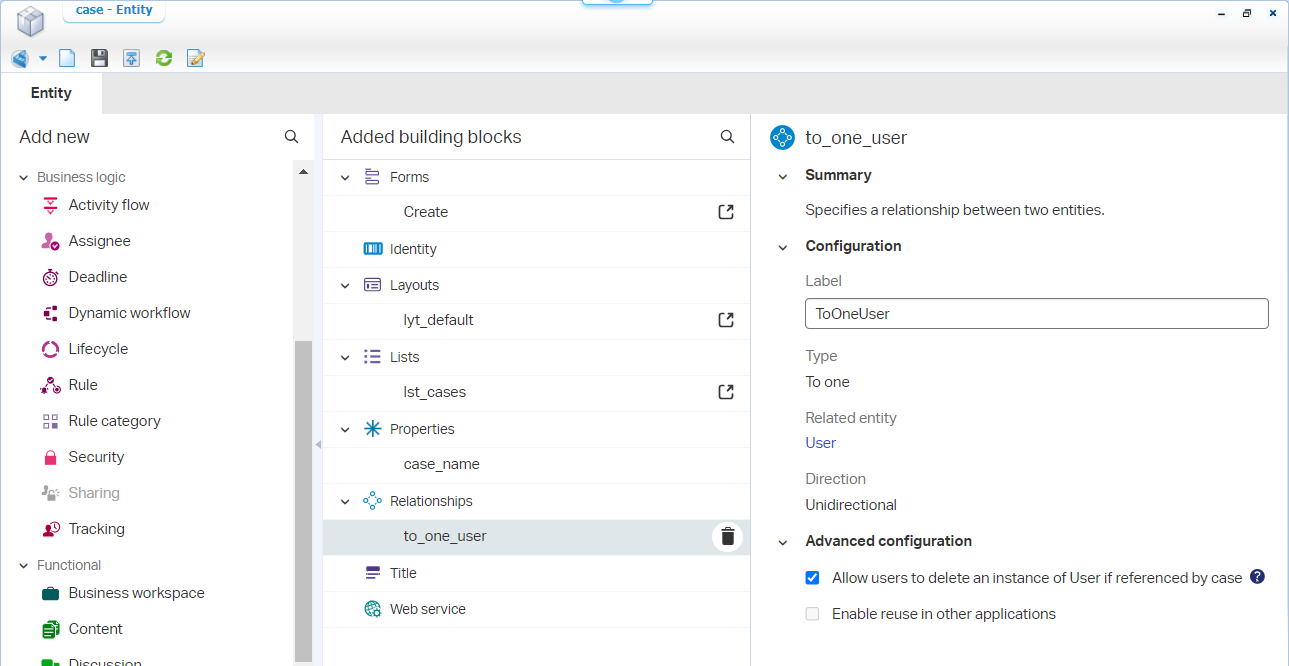 case - Entity
Entity
Add new
Business logic
Activity flow
Assignee
Deadline
Dynamic workflow
Lifecycle
Rule
Rule category
Security
Sharing
Tracking
Functional
Business workspace
Content
Discussion
Added building blocks
Forms
Create
Identity
Layouts
lyt_default
Lists
lst_cases
Properties
case_name
Relationships
to_one_user
Title
Web service
to_one_user
Summary
Specifies a relationship between two entities.
Configuration
Label
ToOneUser
Type
To one
Related entity
User
Direction
Unidirectional
Advanced configuration
Allow users to delete an instance of User if referenced by case ?
Enable reuse in other applications